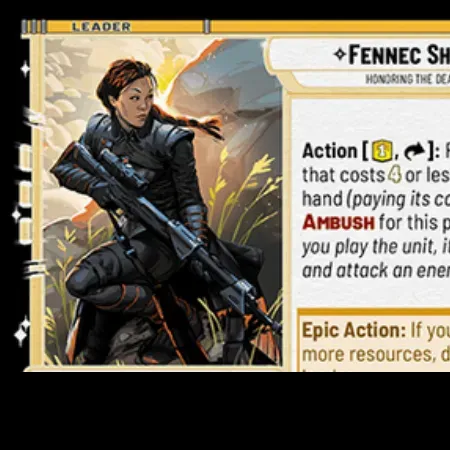 LEADER
FENNEC SH
HONORING THE DEA
Action [1, ]:
that costs 4 or les
hand (paying its co
AMBUSH for this p
you play the unit, it
and attack an ener
Epic Action: If you
more resources, d